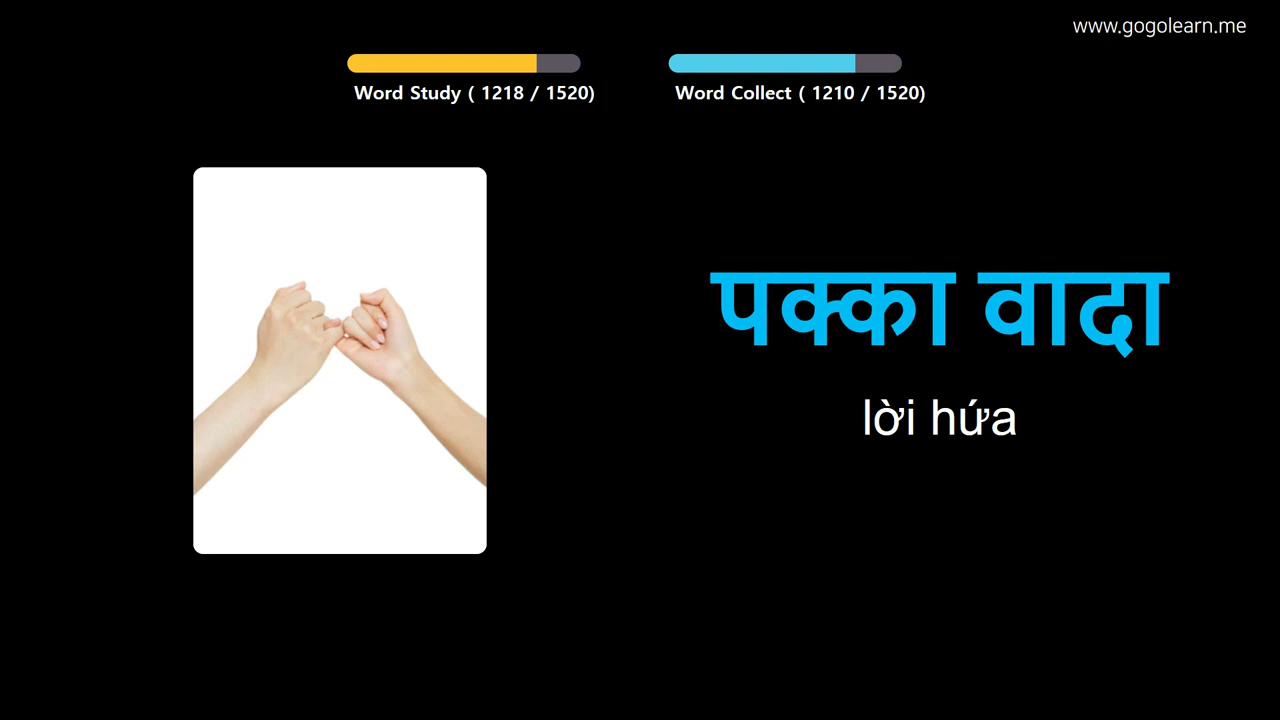 www.gogolearn.me
Word Study ( 1218 / 1520)
Word Collect ( 1210 / 1520)
पक्का वादा
lời hứa